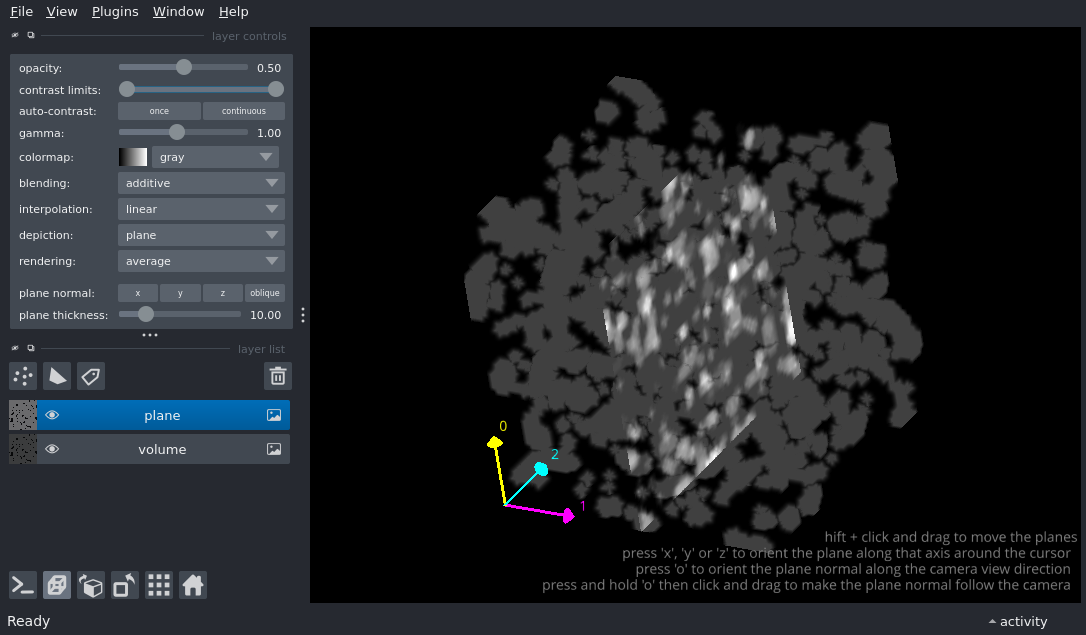 File View Plugins Window Help
layer controls
opacity: 0.50
contrast limits:
auto-contrast: once continuous
gamma: 1.00
colormap: gray
blending: additive
interpolation: linear
depiction: plane
rendering: average
plane normal: x y z oblique
plane thickness: 10.00
layer list
plane
volume
0
2
1
hift + click and drag to move the planes
press 'x', 'y' or 'z' to orient the plane along that axis around the cursor
press 'o' to orient the plane normal along the camera view direction
press and hold 'o' then click and drag to make the plane normal follow the camera
Ready activity